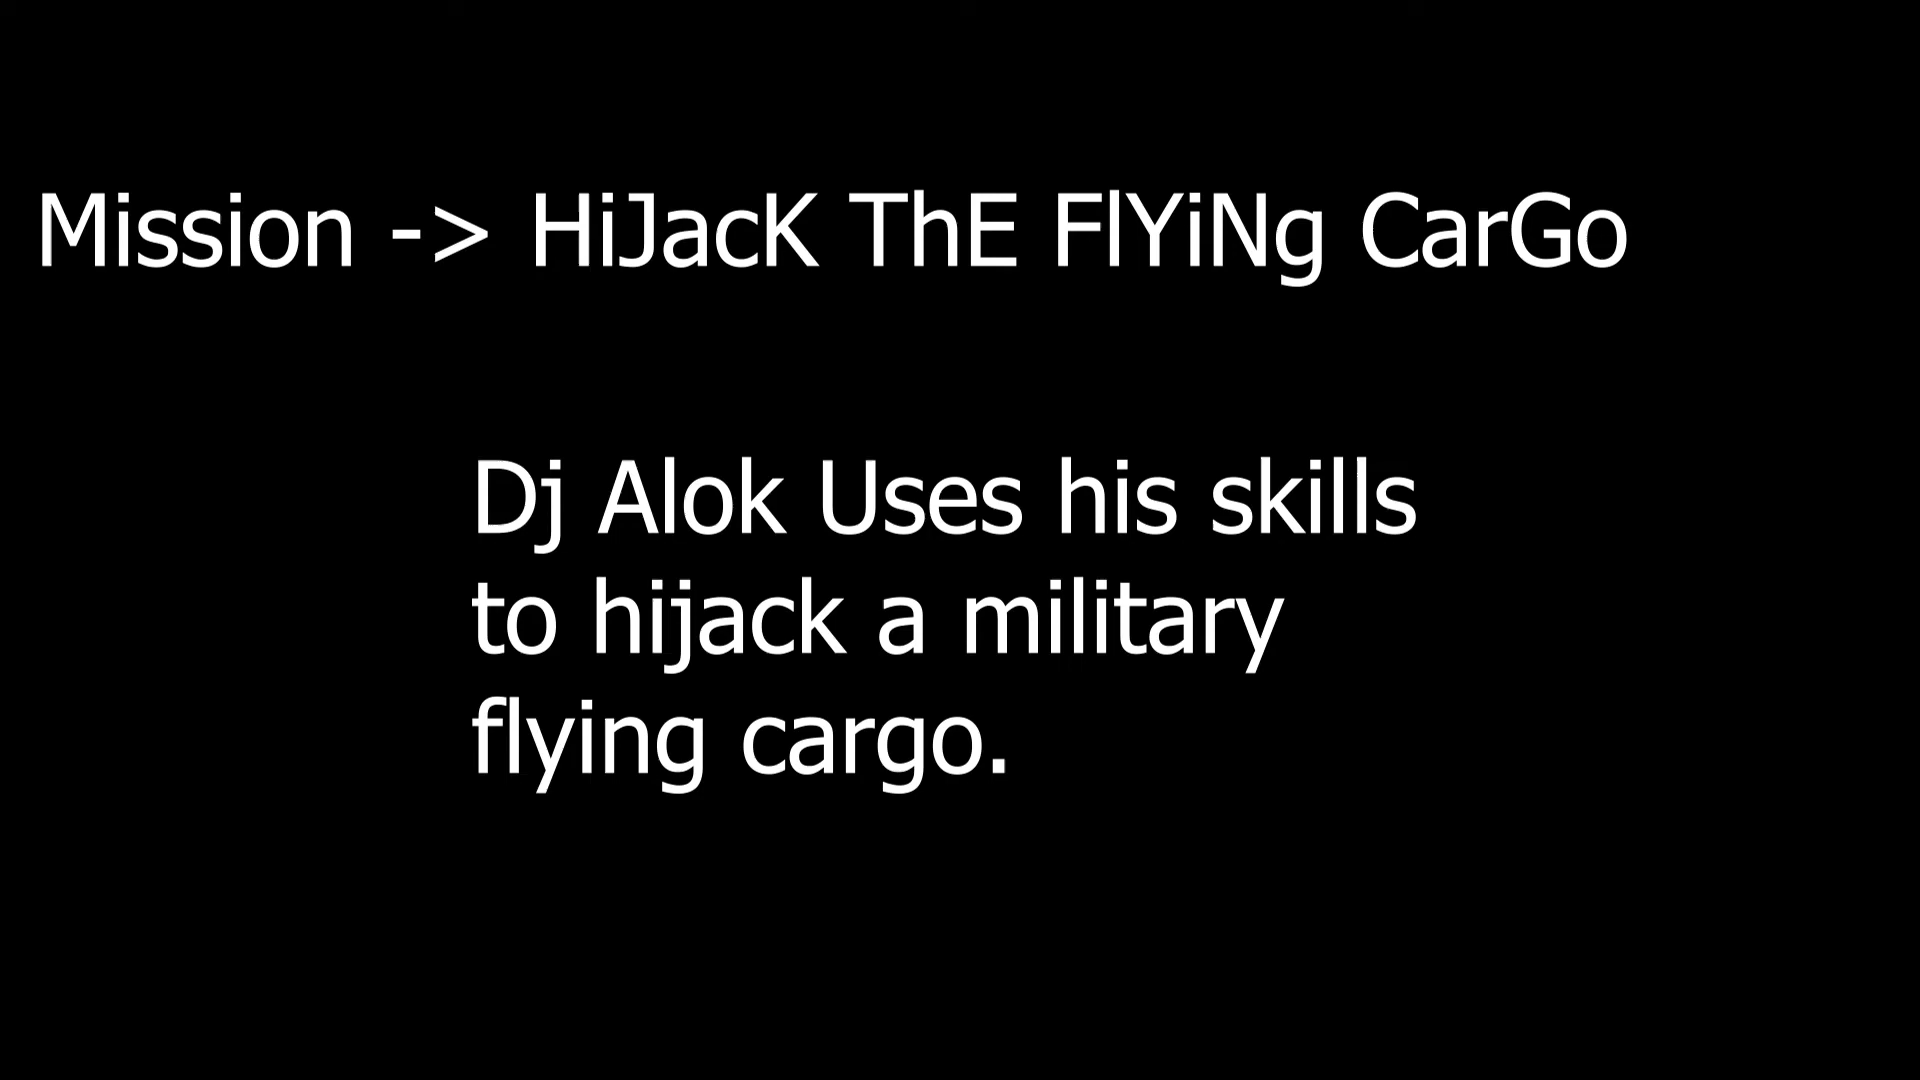 Mission -> HiJacK ThE FlYiNg CarGo
Dj Alok Uses his skills
to hijack a military
flying cargo.